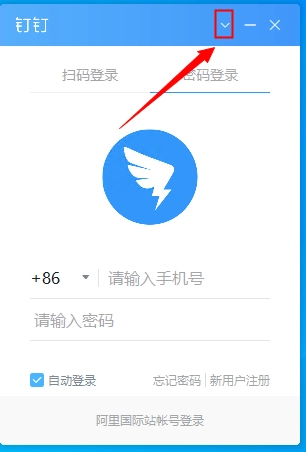 钉钉
扫码登录 密码登录
+86 请输入手机号
请输入密码
自动登录 忘记密码 新用户注册
阿里国际站帐号登录